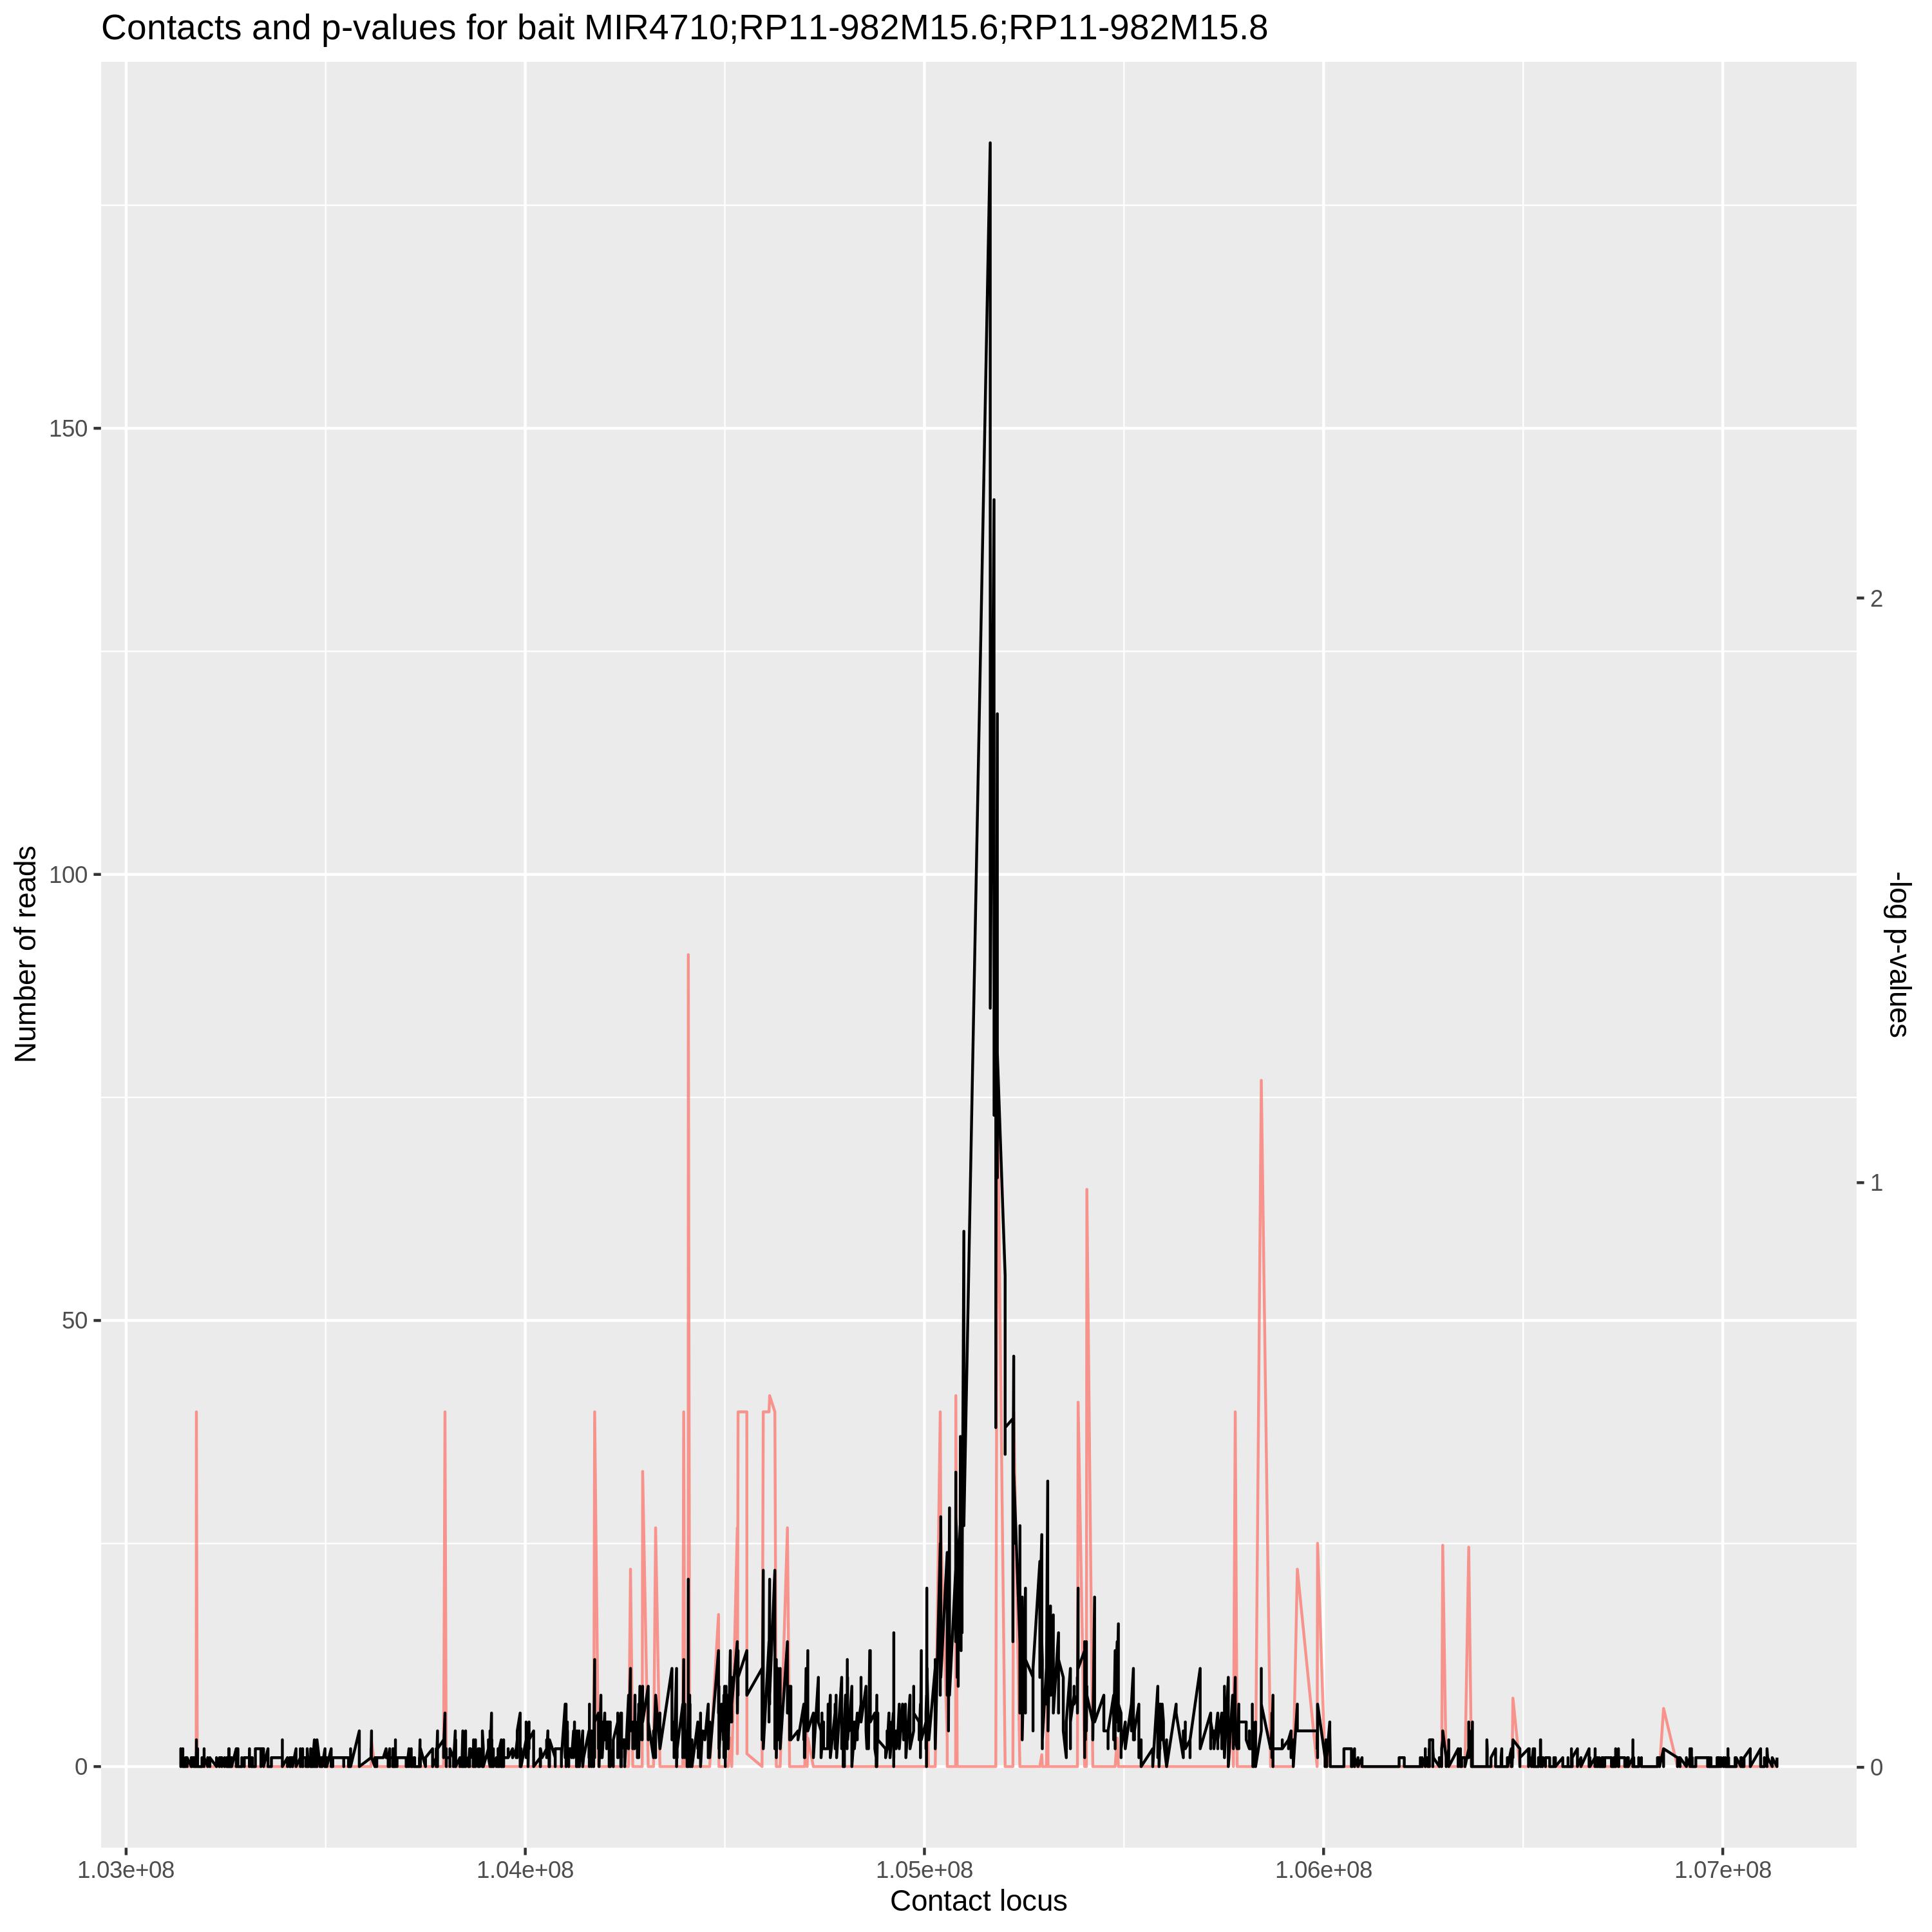 Contacts and p-values for bait MIR4710;RP11-982M15.6;RP11-982M15.8
Number of reads
150
100
50
0
2
1
0
-log p-values
1.03e+08
1.04e+08
1.05e+08
1.06e+08
1.07e+08
Contact locus